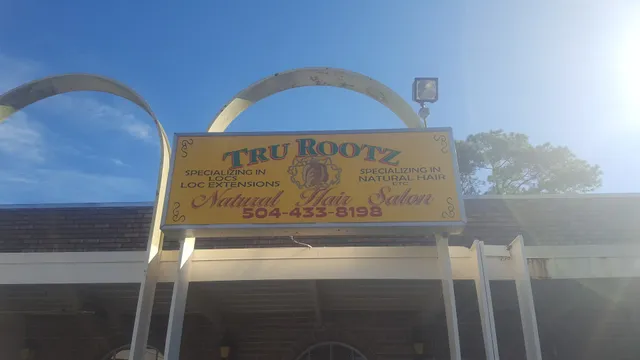 TRU ROOTZ
SPECIALIZING IN
LOCS
LOC EXTENSIONS
SPECIALIZING IN
NATURAL HAIR
ETC.
Natural Hair Salon
504-433-8198